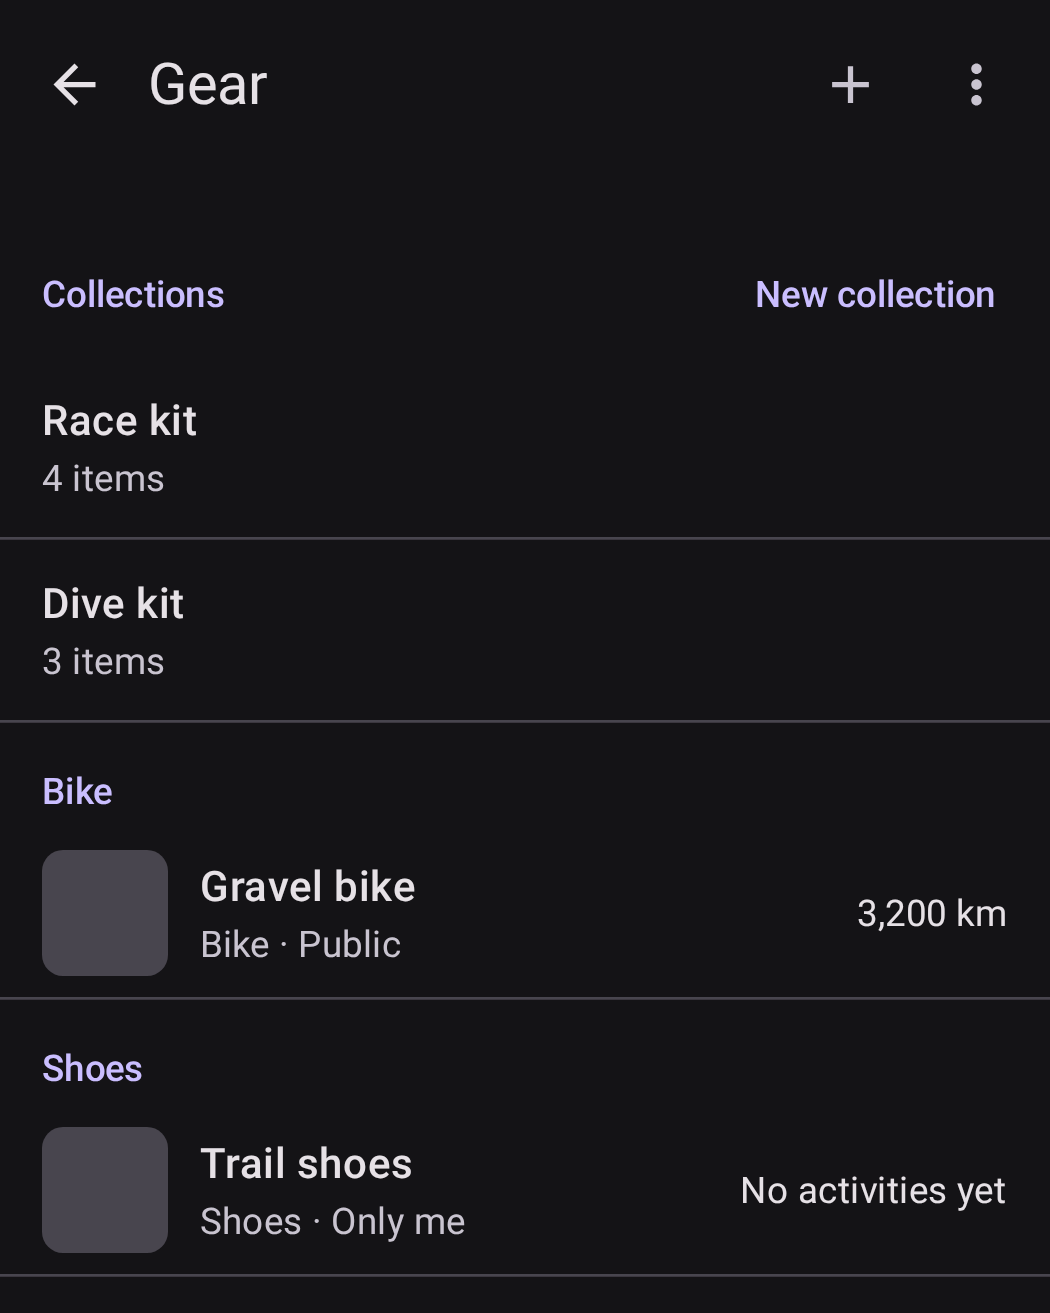 Gear
Collections
New collection
Race kit
4 items
Dive kit
3 items
Bike
Gravel bike
Bike · Public
3,200 km
Shoes
Trail shoes
Shoes · Only me
No activities yet